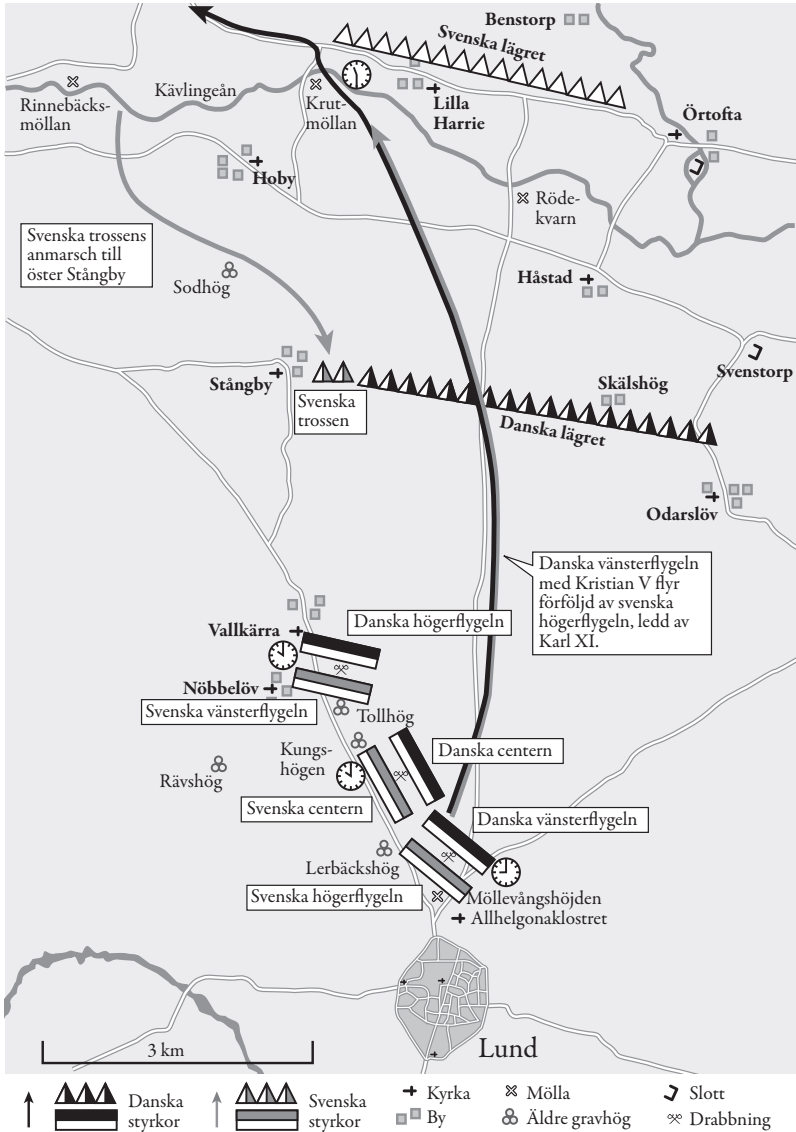 Benstorp
Svenska lägret
Rinnebäcks-
möllan
Kävlingeån
Krut-
möllan
Lilla
Harrie
Örtofta
Hoby
Röde-
kvarn
Svenska trossens
anmarsch till
öster Stångby
Sodhög
Håstad
Stångby
Svenska
trossen
Skälshög
Svenstorp
Danska lägret
Odarslöv
Danska vänsterflygeln
med Kristian V flyr
förföljd av svenska
högerflygeln, ledd av
Karl XI.
Danska högerflygeln
Vallkärra
Nöbbelöv
Svenska vänsterflygeln
Tollhög
Kungs-
högen
Danska centern
Rävshög
Svenska centern
Danska vänsterflygeln
Lerbäckshög
Svenska högerflygeln
Möllevångshöjden
Allhelgonaklostret
Lund
3 km
Danska
styrkor
Svenska
styrkor
Kyrka
By
Mölla
Äldre gravhög
Slott
Drabbning